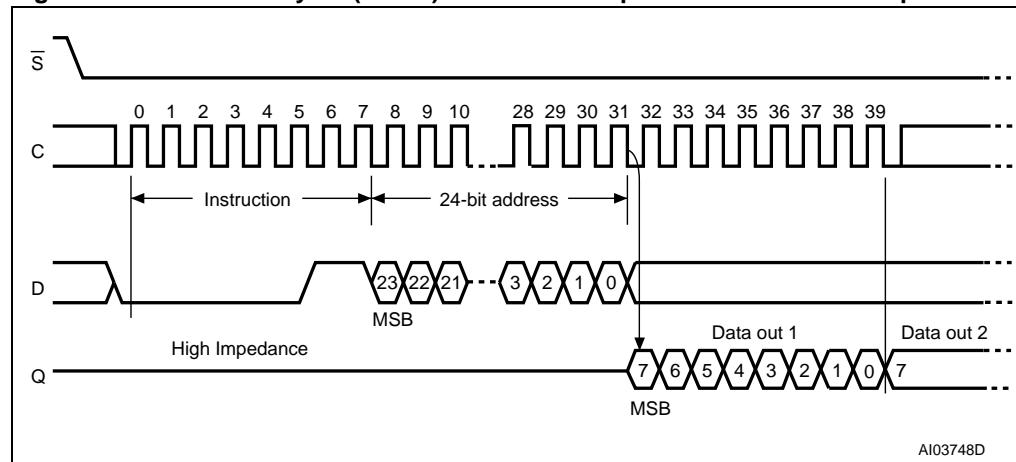 S
0 1 2 3 4 5 6 7 8 9 10 28 29 30 31 32 33 34 35 36 37 38 39
C
Instruction 24-bit address
D 23 22 21 3 2 1 0
MSB
High Impedance Data out 1 Data out 2
Q 7 6 5 4 3 2 1 0 7
MSB
AI03748D